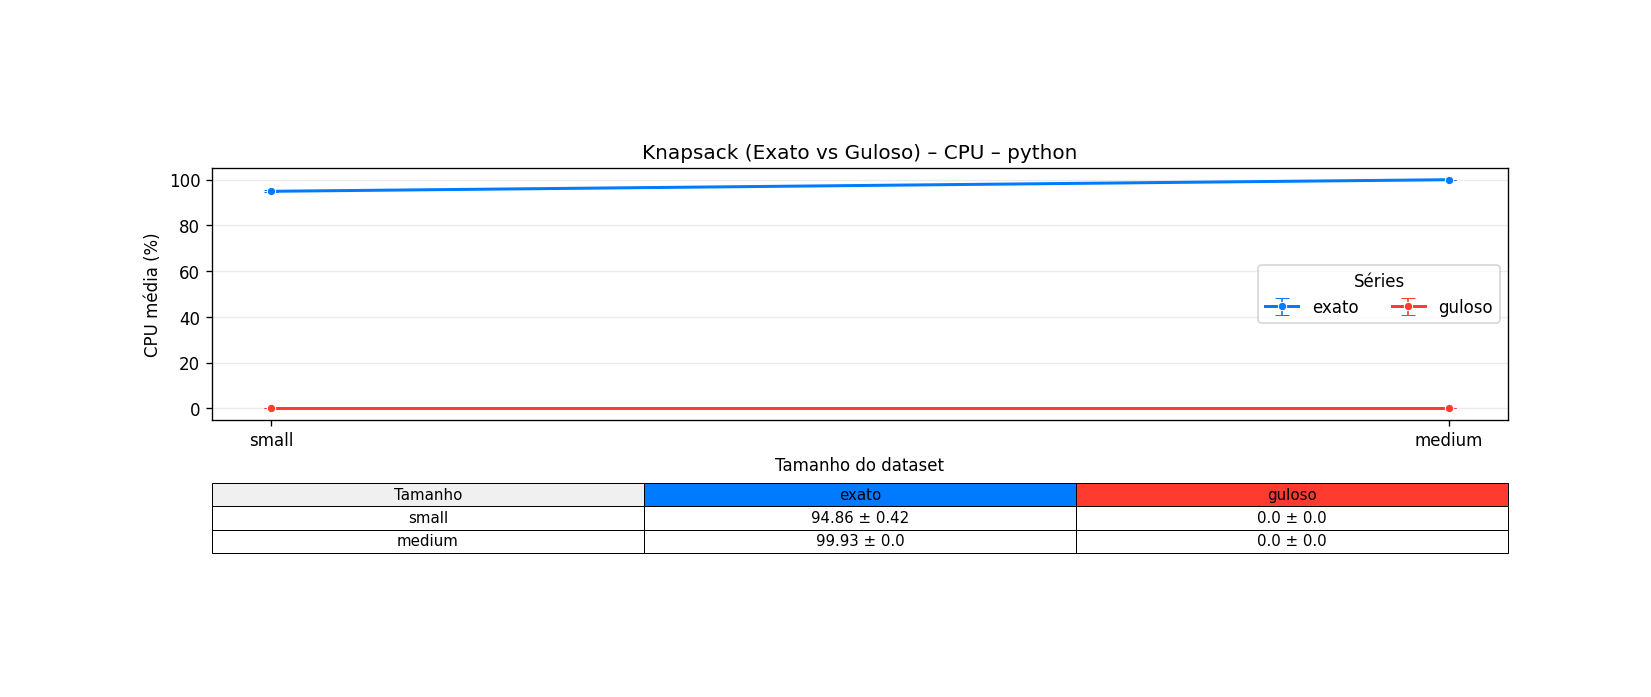 Knapsack (Exato vs Guloso) – CPU – python
CPU média (%)
100
80
60
40
20
0
Séries
exato guloso
small medium
Tamanho do dataset
Tamanho exato guloso
small 94.86 ± 0.42 0.0 ± 0.0
medium 99.93 ± 0.0 0.0 ± 0.0